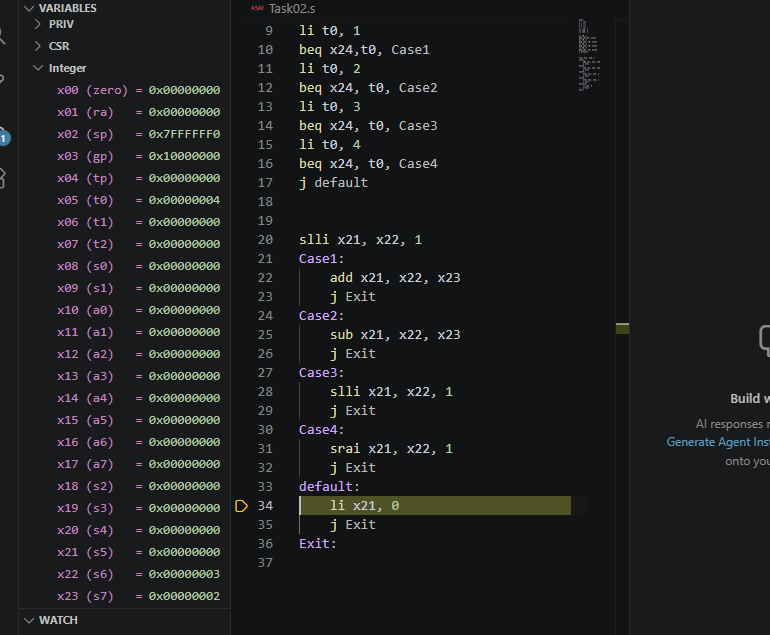 VARIABLES
PRIV
CSR
Integer
x00 (zero) = 0x00000000
x01 (ra) = 0x00000000
x02 (sp) = 0x7FFFFFF0
x03 (gp) = 0x10000000
x04 (tp) = 0x00000000
x05 (t0) = 0x00000004
x06 (t1) = 0x00000000
x07 (t2) = 0x00000000
x08 (s0) = 0x00000000
x09 (s1) = 0x00000000
x10 (a0) = 0x00000000
x11 (a1) = 0x00000000
x12 (a2) = 0x00000000
x13 (a3) = 0x00000000
x14 (a4) = 0x00000000
x15 (a5) = 0x00000000
x16 (a6) = 0x00000000
x17 (a7) = 0x00000000
x18 (s2) = 0x00000000
x19 (s3) = 0x00000000
x20 (s4) = 0x00000000
x21 (s5) = 0x00000000
x22 (s6) = 0x00000003
x23 (s7) = 0x00000002
WATCH
1
ASM Task02.s
9 li t0, 1
10 beq x24,t0, Case1
11 li t0, 2
12 beq x24, t0, Case2
13 li t0, 3
14 beq x24, t0, Case3
15 li t0, 4
16 beq x24, t0, Case4
17 j default
18
19
20 slli x21, x22, 1
21 Case1:
22 add x21, x22, x23
23 j Exit
24 Case2:
25 sub x21, x22, x23
26 j Exit
27 Case3:
28 slli x21, x22, 1
29 j Exit
30 Case4:
31 srai x21, x22, 1
32 j Exit
33 default:
34 li x21, 0
35 j Exit
36 Exit:
37
Build
AI responses
Generate Agent
onto